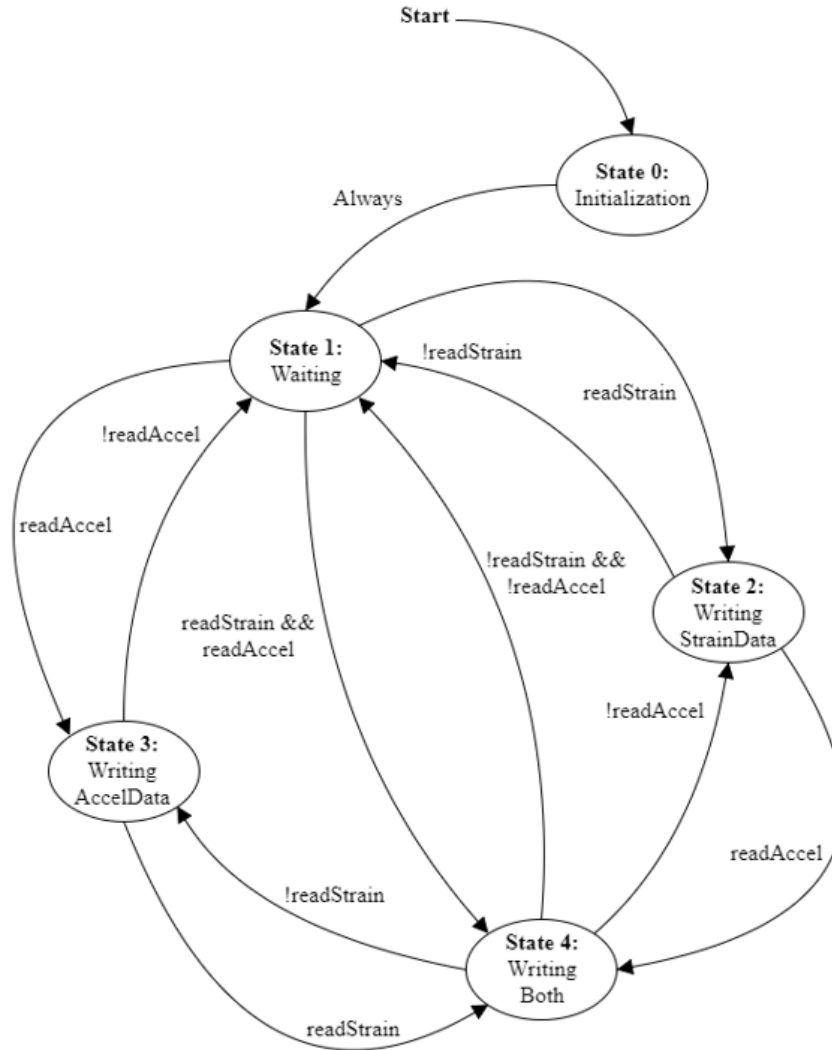 Start
State 0:
Initialization
Always
State 1:
Waiting
!readStrain
readStrain
!readAccel
readAccel
!readStrain &&
!readAccel
State 2:
Writing
StrainData
readStrain &&
readAccel
!readAccel
State 3:
Writing
AccelData
readAccel
!readStrain
State 4:
Writing
Both
readStrain